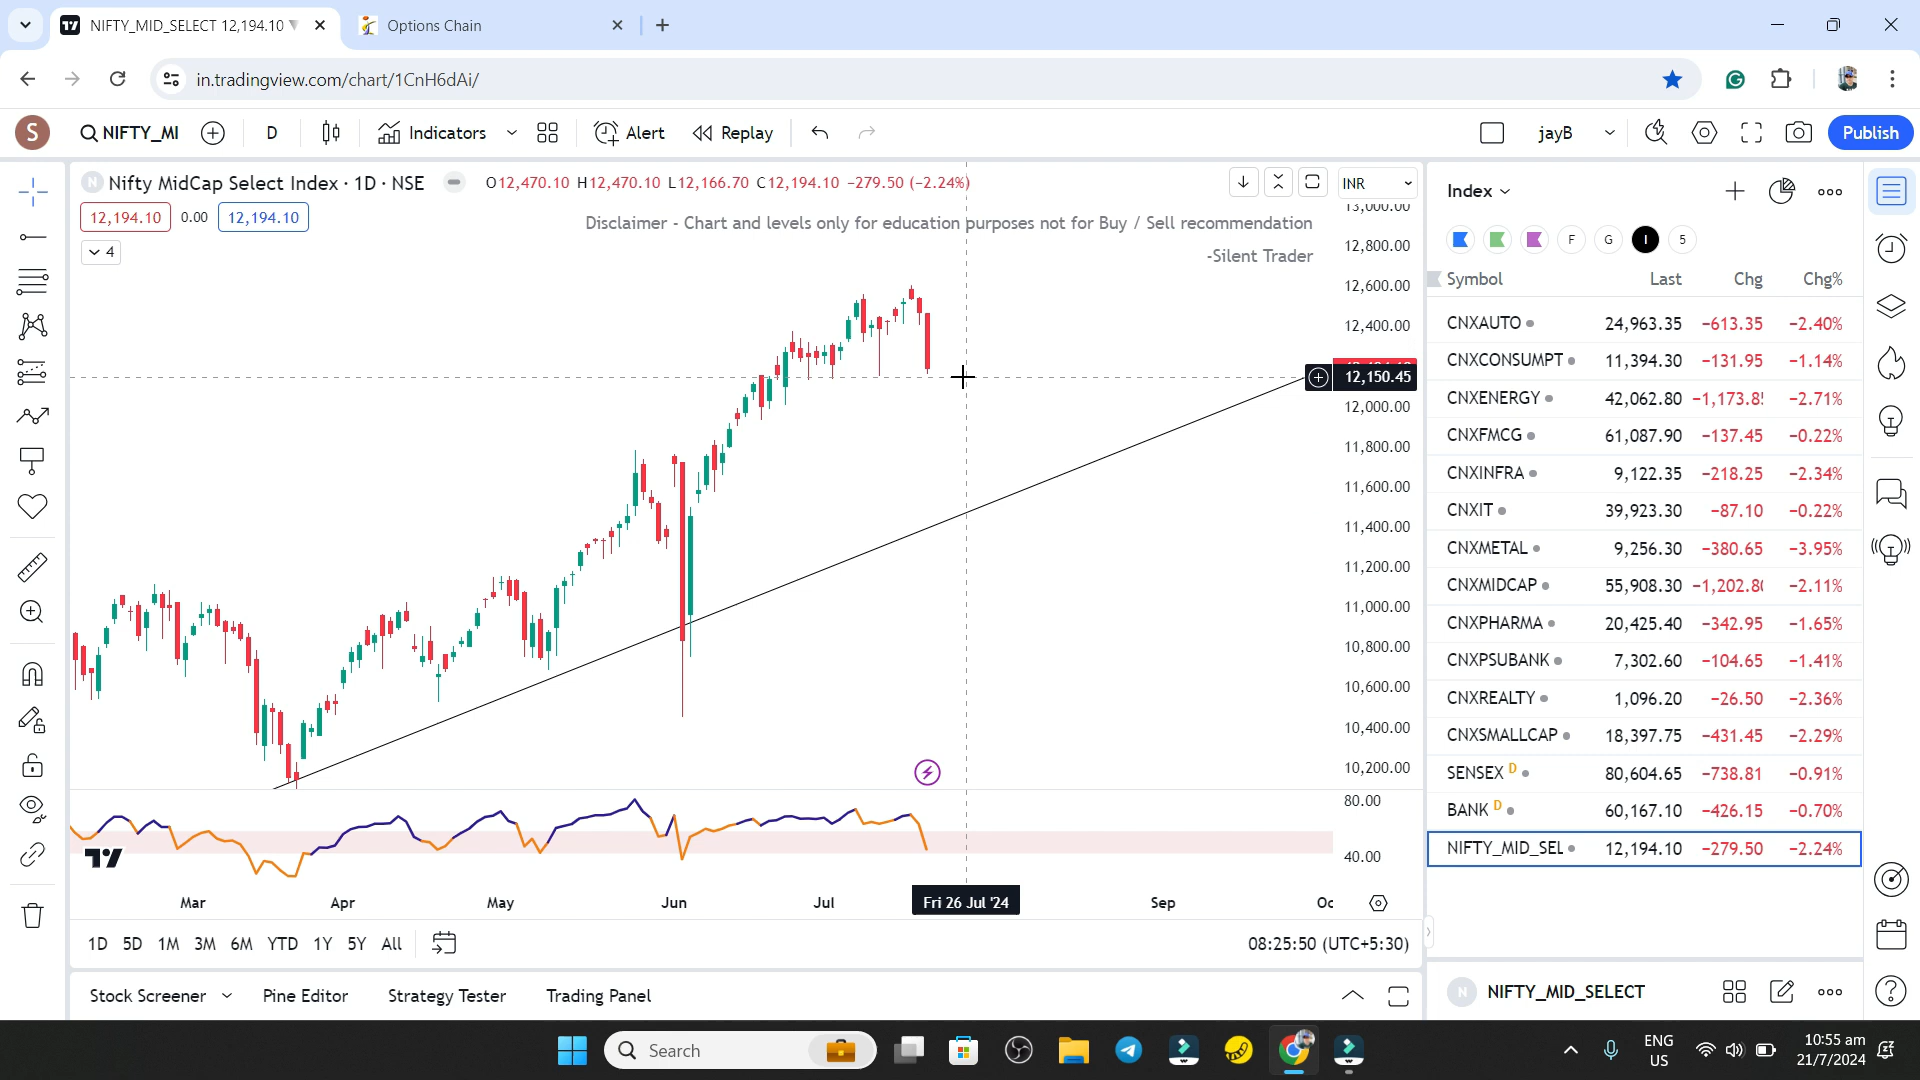 NIFTY_MID_SELECT 12,194.10 ▼
Options Chain
in.tradingview.com/chart/1CnH6dAi/
S
NIFTY_MI
D
Indicators
Alert
Replay
jayB
Publish
N Nifty MidCap Select Index · 1D · NSE
O12,470.10 H12,470.10 L12,166.70 C12,194.10 −279.50 (−2.24%)
INR
12,194.10 0.00 12,194.10
4
Disclaimer - Chart and levels only for education purposes not for Buy / Sell recommendation
-Silent Trader
13,000.00
12,800.00
12,600.00
12,400.00
12,150.45
12,000.00
11,800.00
11,600.00
11,400.00
11,200.00
11,000.00
10,800.00
10,600.00
10,400.00
10,200.00
80.00
40.00
Mar Apr May Jun Jul Fri 26 Jul '24 Sep Oc
1D 5D 1M 3M 6M YTD 1Y 5Y All
08:25:50 (UTC+5:30)
Stock Screener Pine Editor Strategy Tester Trading Panel
Index
F G I 5
Symbol Last Chg Chg%
CNXAUTO 24,963.35 −613.35 −2.40%
CNXCONSUMPT 11,394.30 −131.95 −1.14%
CNXENERGY 42,062.80 −1,173.8 −2.71%
CNXFMCG 61,087.90 −137.45 −0.22%
CNXINFRA 9,122.35 −218.25 −2.34%
CNXIT 39,923.30 −87.10 −0.22%
CNXMETAL 9,256.30 −380.65 −3.95%
CNXMIDCAP 55,908.30 −1,202.8 −2.11%
CNXPHARMA 20,425.40 −342.95 −1.65%
CNXPSUBANK 7,302.60 −104.65 −1.41%
CNXREALTY 1,096.20 −26.50 −2.36%
CNXSMALLCAP 18,397.75 −431.45 −2.29%
SENSEX D 80,604.65 −738.81 −0.91%
BANK D 60,167.10 −426.15 −0.70%
NIFTY_MID_SEL 12,194.10 −279.50 −2.24%
N NIFTY_MID_SELECT
Search
ENG
US
10:55 am
21/7/2024